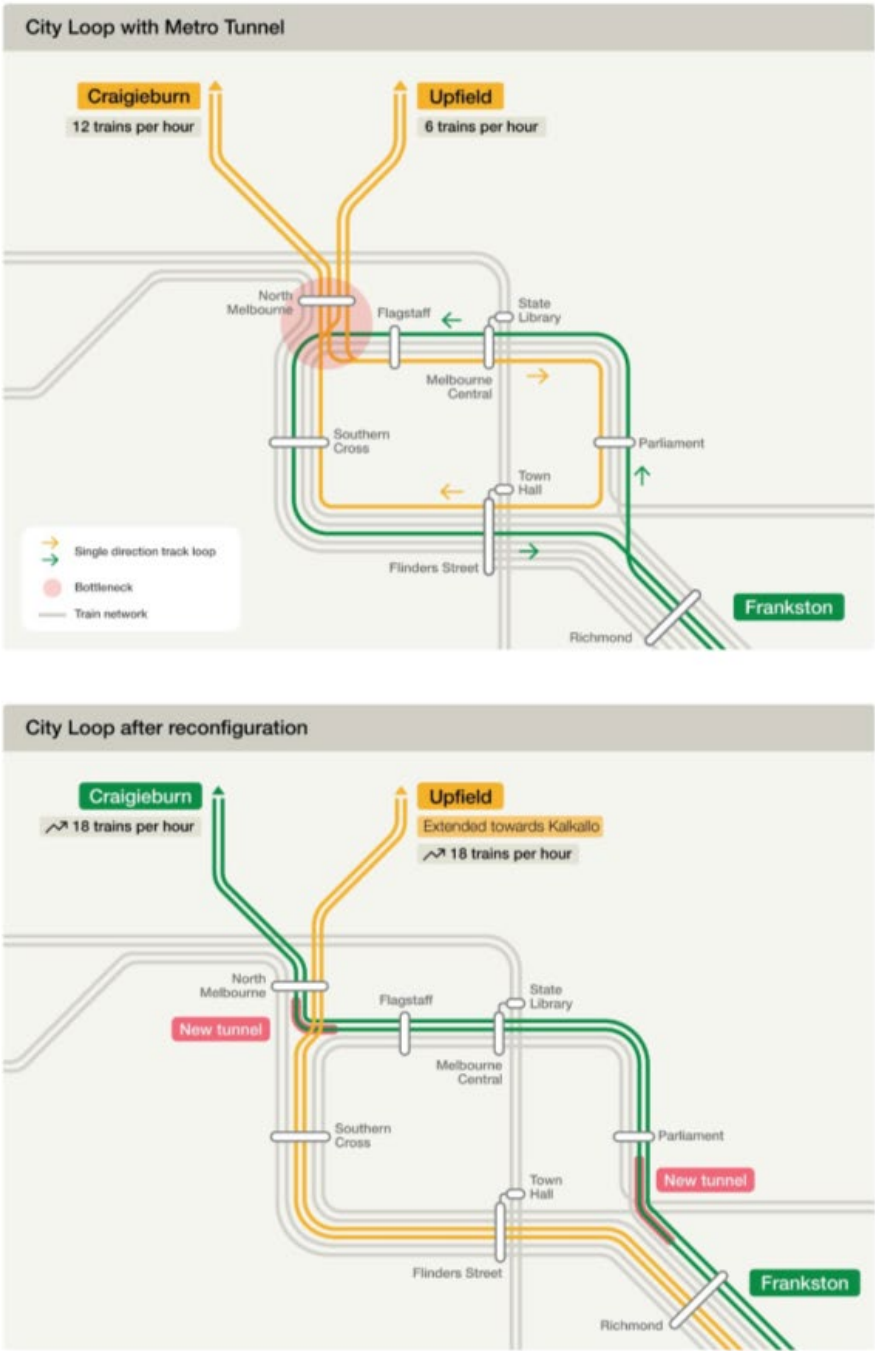 City Loop with Metro Tunnel
Craigieburn
12 trains per hour
Upfield
6 trains per hour
North
Melbourne
Flagstaff
State
Library
Melbourne
Central
Southern
Cross
Parliament
Town
Hall
Flinders Street
Single direction track loop
Bottleneck
Train network
Frankston
Richmond
City Loop after reconfiguration
Craigieburn
18 trains per hour
Upfield
Extended towards Kalkallo
18 trains per hour
North
Melbourne
New tunnel
Flagstaff
State
Library
Melbourne
Central
Southern
Cross
Parliament
New tunnel
Town
Hall
Flinders Street
Frankston
Richmond